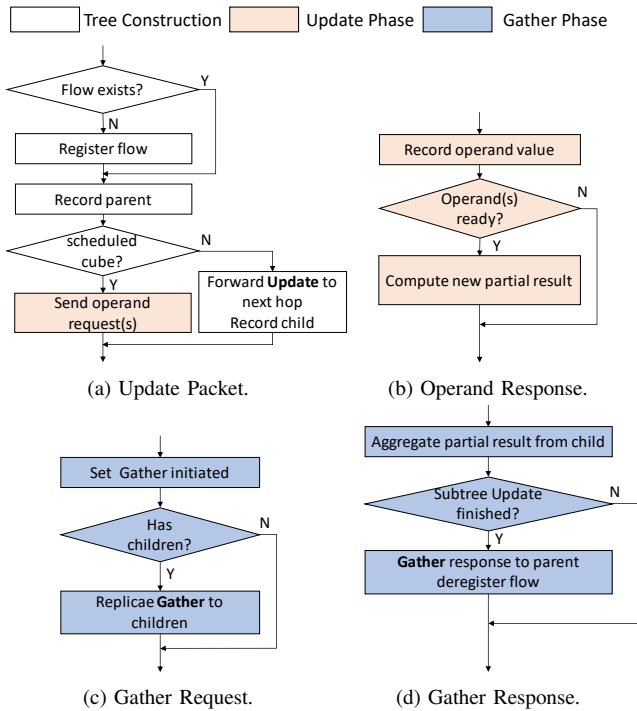 Tree Construction
Update Phase
Gather Phase
Flow exists?
Y
N
Register flow
Record parent
scheduled
cube?
N
Y
Send operand
request(s)
Forward Update to
next hop
Record child
(a) Update Packet.
Record operand value
Operand(s)
ready?
N
Y
Compute new partial result
(b) Operand Response.
Set Gather initiated
Has
children?
N
Y
Replicae Gather to
children
(c) Gather Request.
Aggregate partial result from child
Subtree Update
finished?
N
Y
Gather response to parent
deregister flow
(d) Gather Response.